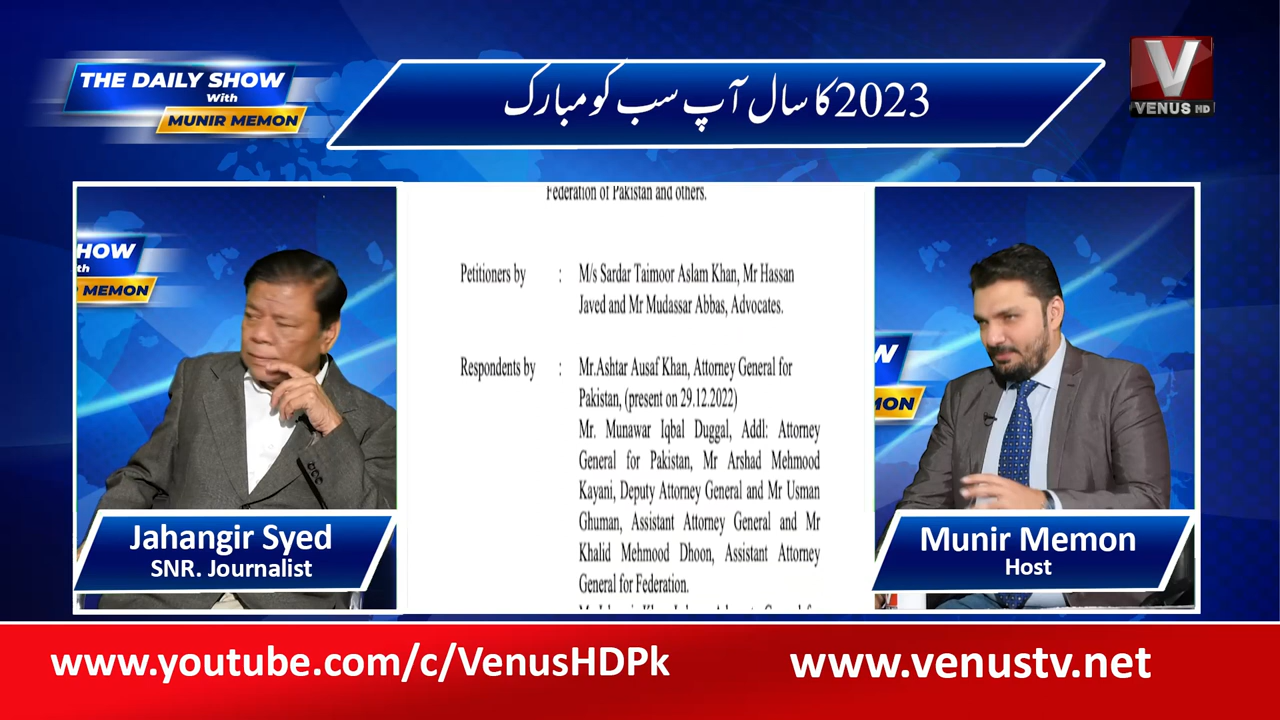 THE DAILY SHOW
With
MUNIR MEMON
2023 کا سال آپ سب کو مبارک
V
VENUS HD
HOW
th
MEMON
Federation of Pakistan and others.
Petitioners by : M/s Sardar Taimoor Aslam Khan, Mr Hassan
Javed and Mr Mudassar Abbas, Advocates.
Respondents by : Mr.Ashtar Ausaf Khan, Attorney General for
Pakistan, (present on 29.12.2022)
Mr. Munawar Iqbal Duggal, Addl: Attorney
General for Pakistan, Mr Arshad Mehmood
Kayani, Deputy Attorney General and Mr Usman
Ghuman, Assistant Attorney General and Mr
Khalid Mehmood Dhoon, Assistant Attorney
General for Federation.
W
MON
Jahangir Syed
SNR. Journalist
Munir Memon
Host
www.youtube.com/c/VenusHDPk
www.venustv.net